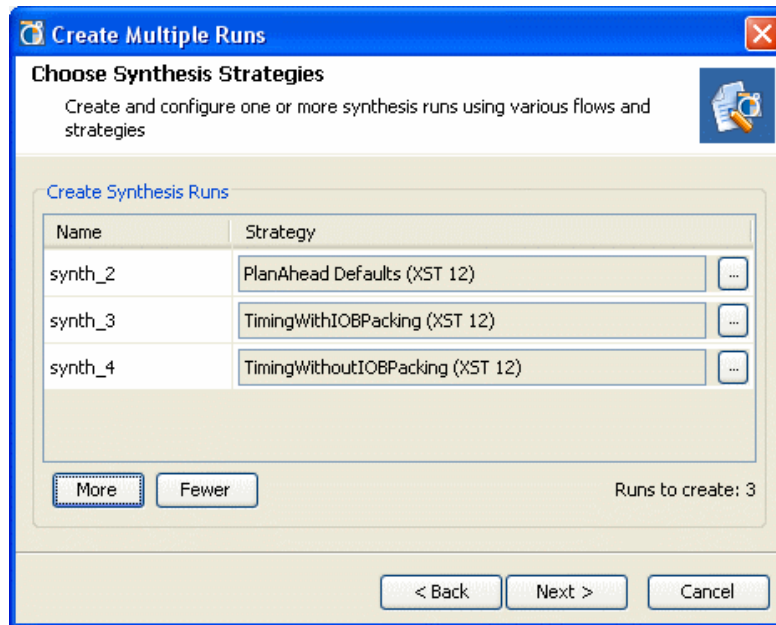 Create Multiple Runs
Choose Synthesis Strategies
Create and configure one or more synthesis runs using various flows and
strategies
Create Synthesis Runs
Name Strategy
synth_2 PlanAhead Defaults (XST 12) ...
synth_3 TimingWithIOBPacking (XST 12) ...
synth_4 TimingWithoutIOBPacking (XST 12) ...
More Fewer Runs to create: 3
< Back Next > Cancel